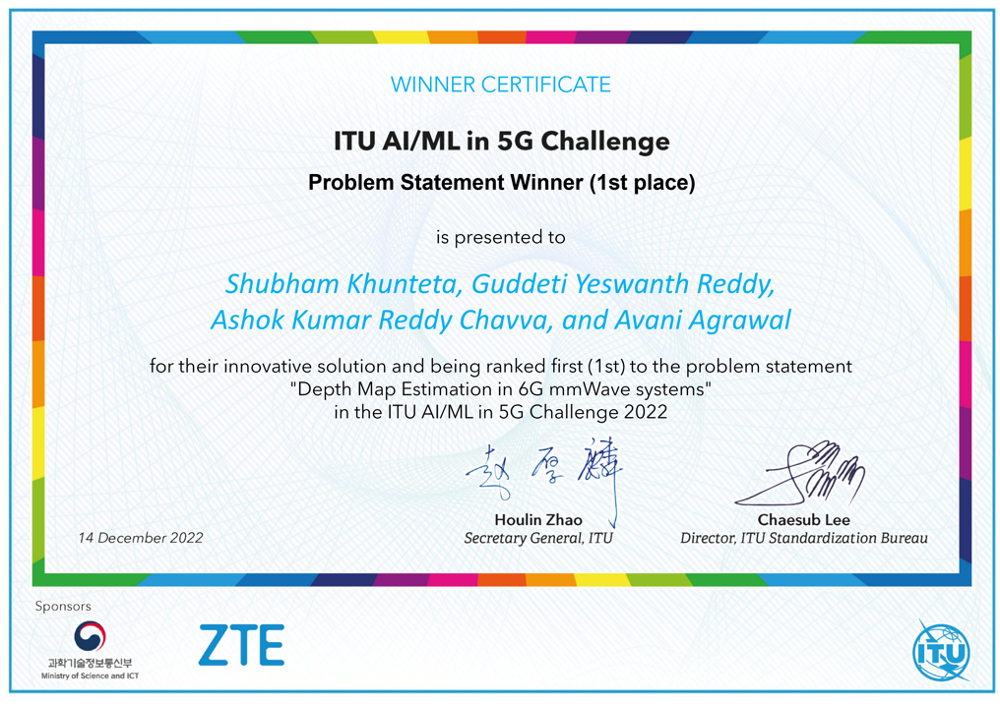 WINNER CERTIFICATE
ITU AI/ML in 5G Challenge
Problem Statement Winner (1st place)
is presented to
Shubham Khunteta, Guddeti Yeswanth Reddy,
Ashok Kumar Reddy Chavva, and Avani Agrawal
for their innovative solution and being ranked first (1st) to the problem statement
"Depth Map Estimation in 6G mmWave systems"
in the ITU AI/ML in 5G Challenge 2022
赵厚麟
Houlin Zhao
Secretary General, ITU
Chaesub Lee
Director, ITU Standardization Bureau
14 December 2022
Sponsors
과학기술정보통신부
Ministry of Science and ICT
ZTE
ITU